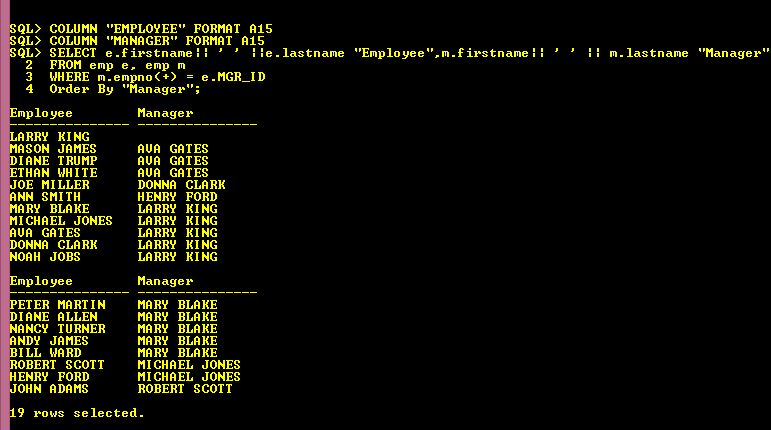 SQL> COLUMN "EMPLOYEE" FORMAT A15
SQL> COLUMN "MANAGER" FORMAT A15
SQL> SELECT e.firstname|| ' ' ||e.lastname "Employee",m.firstname|| ' ' || m.lastname "Manager"
2 FROM emp e, emp m
3 WHERE m.empno(+) = e.MGR_ID
4 Order By "Manager";
Employee Manager
--------------- ---------------
LARRY KING
MASON JAMES AVA GATES
DIANE TRUMP AVA GATES
ETHAN WHITE AVA GATES
JOE MILLER DONNA CLARK
ANN SMITH HENRY FORD
MARY BLAKE LARRY KING
MICHAEL JONES LARRY KING
AVA GATES LARRY KING
DONNA CLARK LARRY KING
NOAH JOBS LARRY KING
Employee Manager
--------------- ---------------
PETER MARTIN MARY BLAKE
DIANE ALLEN MARY BLAKE
NANCY TURNER MARY BLAKE
ANDY JAMES MARY BLAKE
BILL WARD MARY BLAKE
ROBERT SCOTT MICHAEL JONES
HENRY FORD MICHAEL JONES
JOHN ADAMS ROBERT SCOTT
19 rows selected.